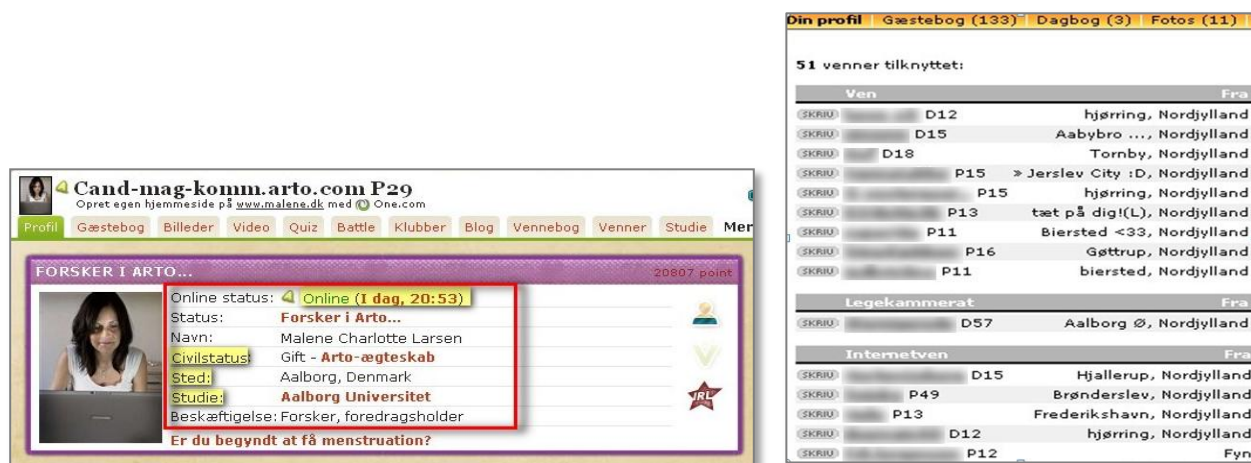 Cand-mag-komm.arto.com P29
Opret egen hjemmeside på www.malene.dk med One.com
Profil Gæstebog Billeder Video Quiz Battle Klubber Blog Vennebog Venner Studie Mer
FORSKER I ARTO... 20807 point
Online status: Online (I dag, 20:53)
Status: Forsker i Arto...
Navn: Malene Charlotte Larsen
Civilstatus: Gift - Arto-ægteskab
Sted: Aalborg, Denmark
Studie: Aalborg Universitet
Beskæftigelse: Forsker, foredragsholder
Er du begyndt at få menstruation?
IRL
Din profil Gæstebog (133) Dagbog (3) Fotos (11)
51 venner tilknyttet:
Ven Fra
SKRIV D12 hjørring, Nordjylland
SKRIV D15 Aabybro ..., Nordjylland
SKRIV D18 Tornby, Nordjylland
SKRIV P15 » Jerslev City :D, Nordjylland
SKRIV P15 hjørring, Nordjylland
SKRIV P13 tæt på dig!(L), Nordjylland
SKRIV P11 Biersted <33, Nordjylland
SKRIV P16 Gøttrup, Nordjylland
SKRIV P11 biersted, Nordjylland
Legekammerat Fra
SKRIV D57 Aalborg Ø, Nordjylland
Internetven Fra
SKRIV D15 Hjallerup, Nordjylland
SKRIV P49 Brønderslev, Nordjylland
SKRIV P13 Frederikshavn, Nordjylland
SKRIV D12 hjørring, Nordjylland
SKRIV P12 Fyn